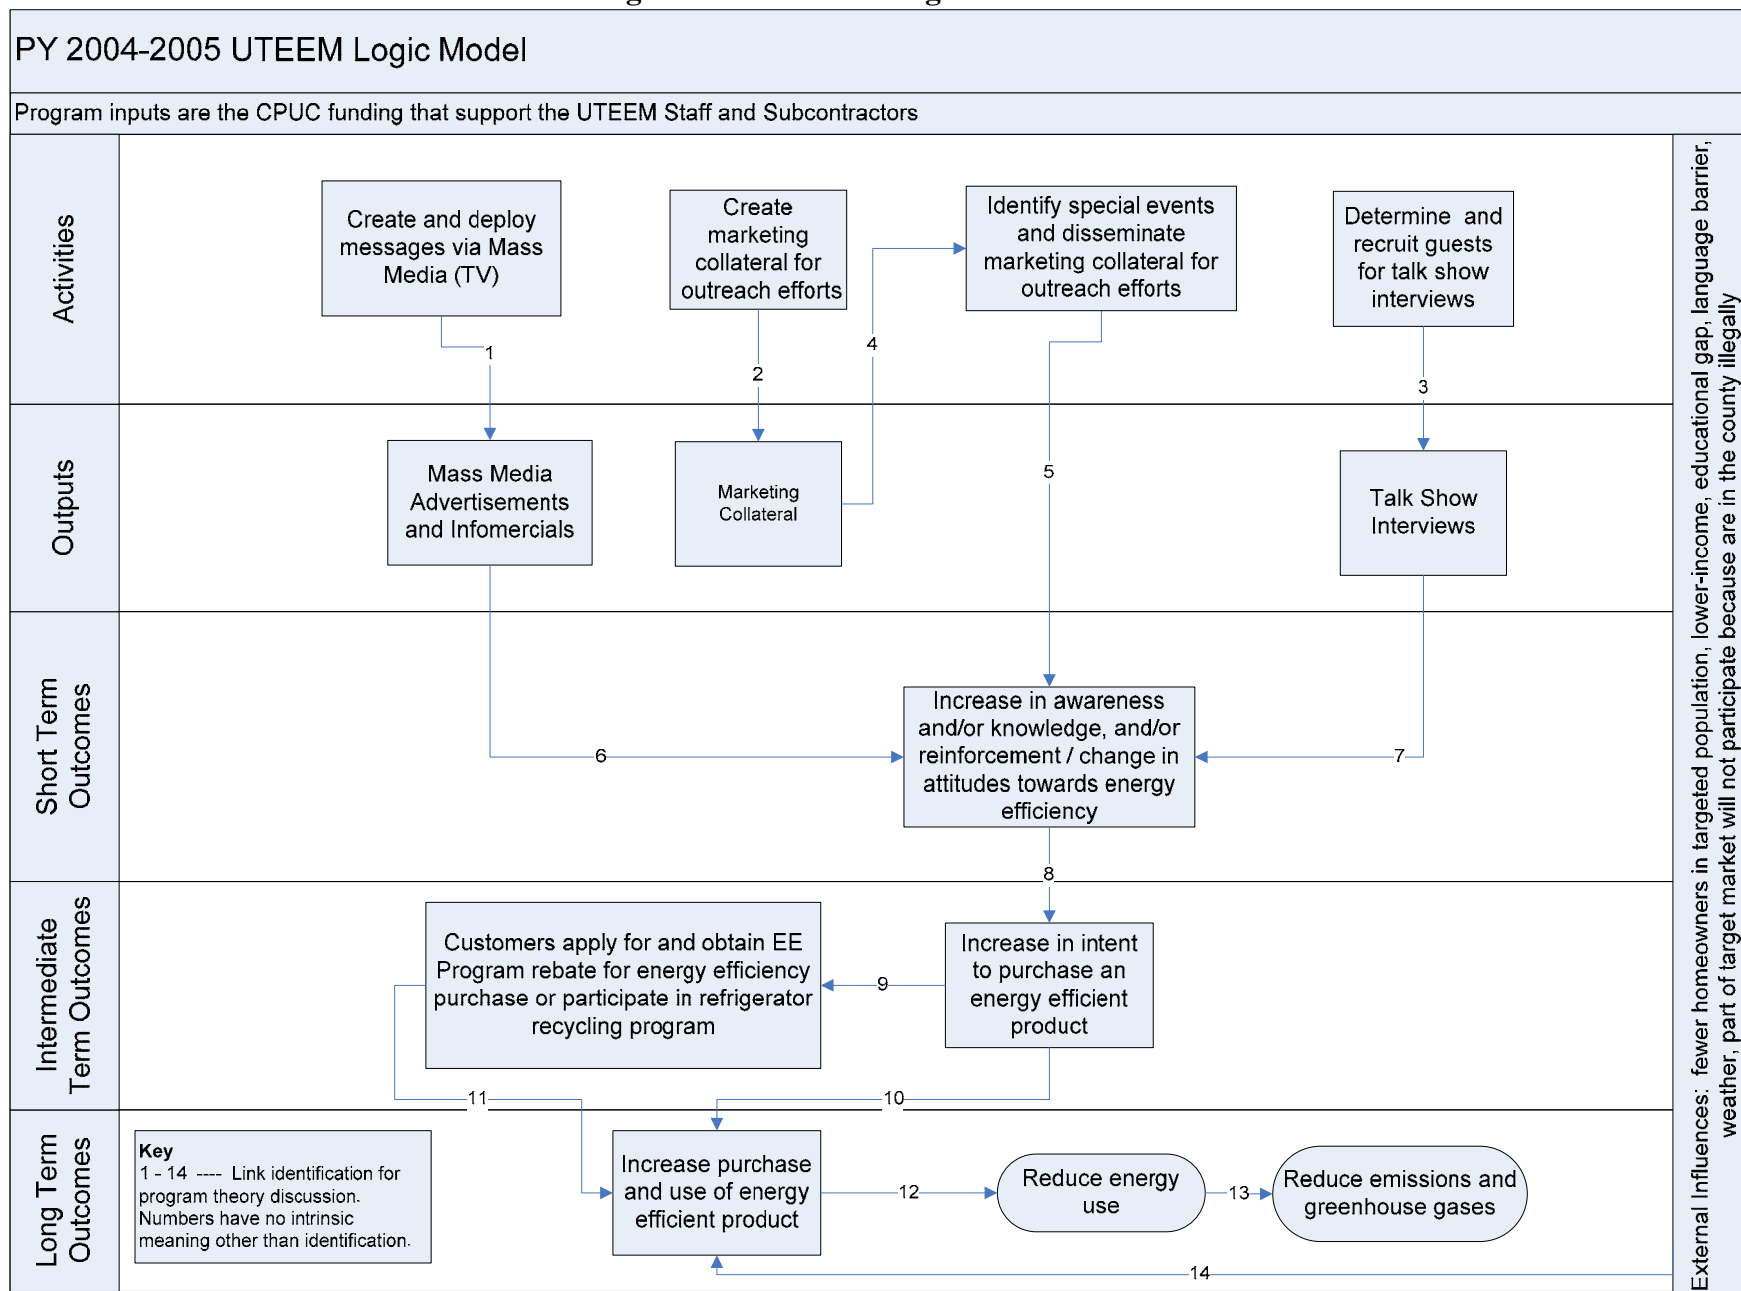 PY 2004-2005 UTEEM Logic Model
Program inputs are the CPUC funding that support the UTEEM Staff and Subcontractors
Activities
Create and deploy
messages via Mass
Media (TV)
Create
marketing
collateral for
outreach efforts
Identify special events
and disseminate
marketing collateral for
outreach efforts
Determine and
recruit guests
for talk show
interviews
1
2
4
3
Outputs
Mass Media
Advertisements
and Infomercials
Marketing
Collateral
5
Talk Show
Interviews
Short Term
Outcomes
6
Increase in awareness
and/or knowledge, and/or
reinforcement / change in
attitudes towards energy
efficiency
7
8
Intermediate
Term Outcomes
Customers apply for and obtain EE
Program rebate for energy efficiency
purchase or participate in refrigerator
recycling program
9
Increase in intent
to purchase an
energy efficient
product
11
10
Long Term
Outcomes
Key
1 - 14 ---- Link identification for
program theory discussion.
Numbers have no intrinsic
meaning other than identification.
Increase purchase
and use of energy
efficient product
12
Reduce energy
use
13
Reduce emissions and
greenhouse gases
14
External Influences: fewer homeowners in targeted population, lower-income, educational gap, language barrier,
weather, part of target market will not participate because are in the county illegally